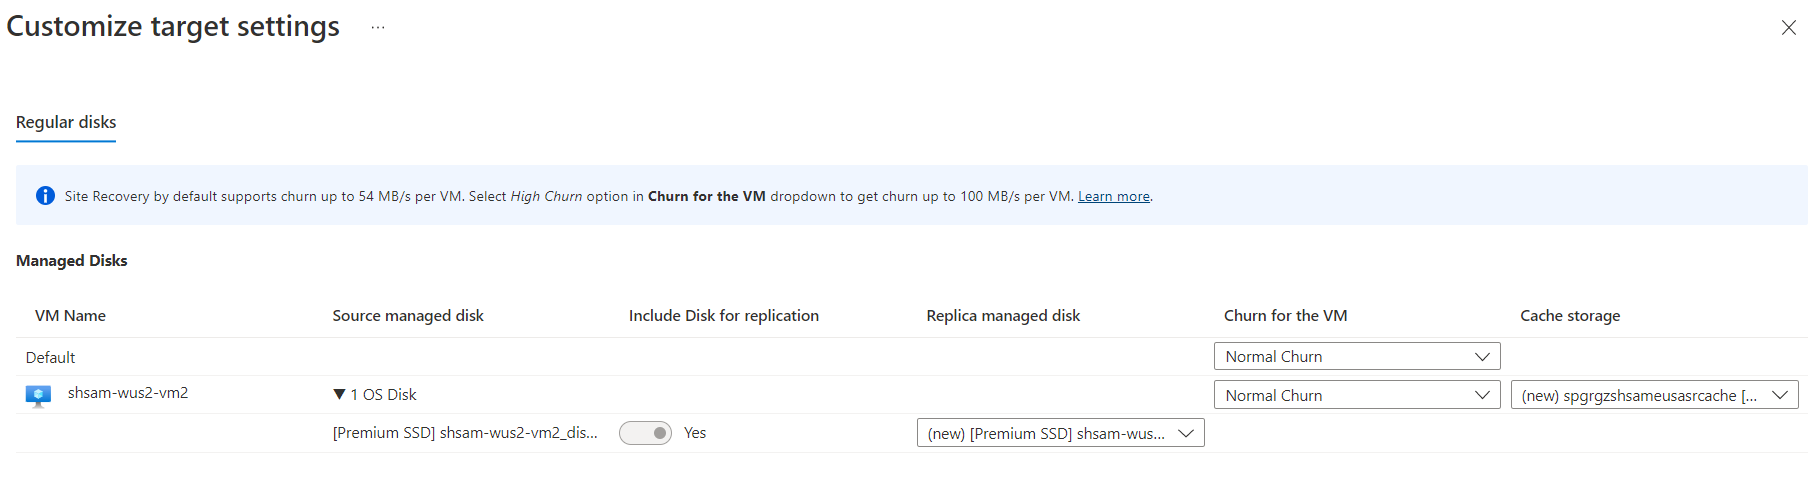 Customize target settings ...
Regular disks
Site Recovery by default supports churn up to 54 MB/s per VM. Select High Churn option in Churn for the VM dropdown to get churn up to 100 MB/s per VM. Learn more.
Managed Disks
VM Name Source managed disk Include Disk for replication Replica managed disk Churn for the VM Cache storage
Default Normal Churn
shsam-wus2-vm2 ▼ 1 OS Disk Normal Churn (new) spgrgzshsameusasrcache [...
[Premium SSD] shsam-wus2-vm2_dis... Yes (new) [Premium SSD] shsam-wus...